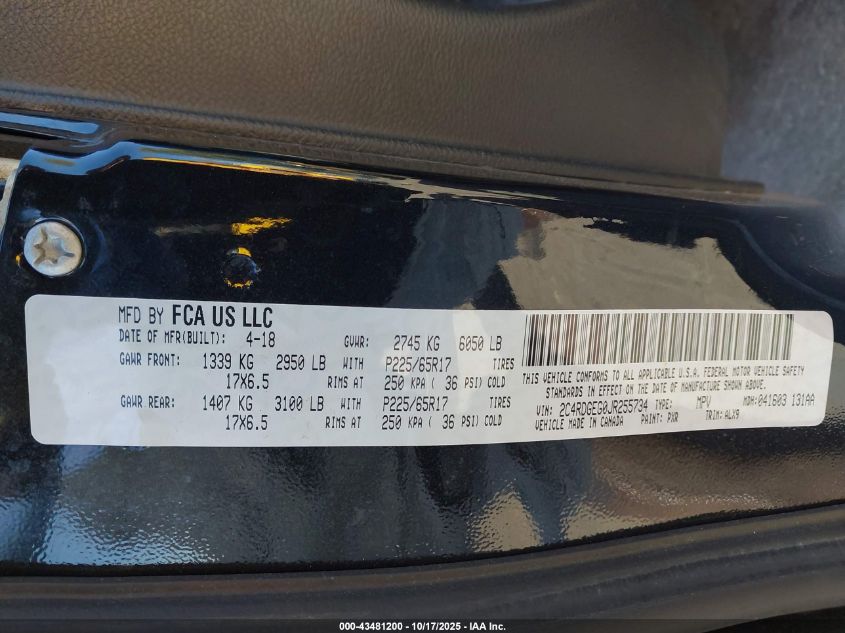 MFD BY FCA US LLC
DATE OF MFR(BUILT): 4-18 GVWR: 2745 KG 6050 LB
GAWR FRONT: 1339 KG 2950 LB WITH P225/65R17 TIRES
17X6.5 RIMS AT 250 KPA ( 36 PSI) COLD
GAWR REAR: 1407 KG 3100 LB WITH P225/65R17 TIRES
17X6.5 RIMS AT 250 KPA ( 36 PSI) COLD
THIS VEHICLE CONFORMS TO ALL APPLICABLE U.S.A. FEDERAL MOTOR VEHICLE SAFETY
STANDARDS IN EFFECT ON THE DATE OF MANUFACTURE SHOWN ABOVE.
VIN: 2C4RDGEG0JR255794 TYPE: MPV MDH: 041603 131AA
VEHICLE MADE IN CANADA PAINT: PXR TRIM: ALX9
000-43481200 - 10/17/2025 - IAA Inc.